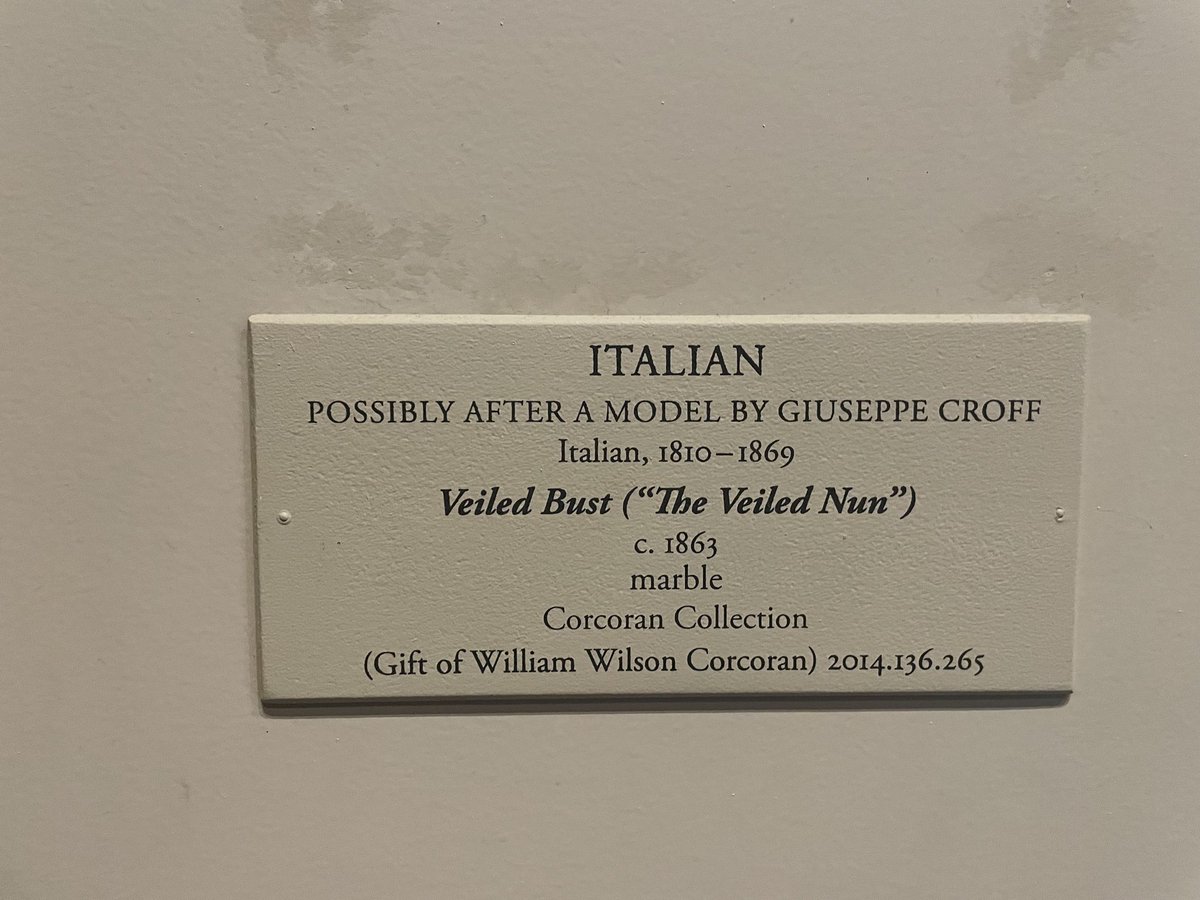 ITALIAN
POSSIBLY AFTER A MODEL BY GIUSEPPE CROFF
Italian, 1810–1869
Veiled Bust (“The Veiled Nun”)
c. 1863
marble
Corcoran Collection
(Gift of William Wilson Corcoran) 2014.136.265